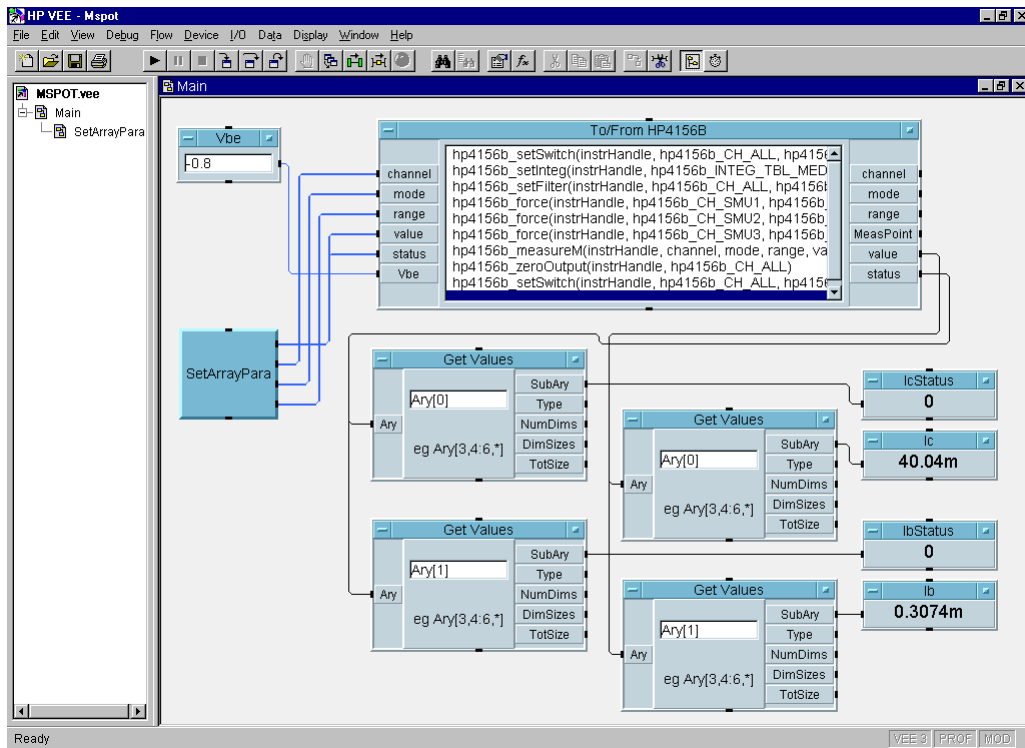 HP VEE - Mspot
File Edit View Debug Flow Device I/O Data Display Window Help
MSPOT.vee
Main
SetArrayPara
Main
Vbe
-0.8
To/From HP4156B
channel
mode
range
value
status
Vbe
hp4156b_setSwitch(instrHandle, hp4156b_CH_ALL, hp4156
hp4156b_setInteg(instrHandle, hp4156b_INTEG_TBL_MED
hp4156b_setFilter(instrHandle, hp4156b_CH_ALL, hp4156
hp4156b_force(instrHandle, hp4156b_CH_SMU1, hp4156b_
hp4156b_force(instrHandle, hp4156b_CH_SMU2, hp4156b_
hp4156b_force(instrHandle, hp4156b_CH_SMU3, hp4156b_
hp4156b_measureM(instrHandle, channel, mode, range, va
hp4156b_zeroOutput(instrHandle, hp4156b_CH_ALL)
hp4156b_setSwitch(instrHandle, hp4156b_CH_ALL, hp4156
channel
mode
range
MeasPoint
value
status
SetArrayPara
Get Values
Ary
Ary[0]
eg Ary[3,4:6,*]
SubAry
Type
NumDims
DimSizes
TotSize
Get Values
Ary
Ary[0]
eg Ary[3,4:6,*]
SubAry
Type
NumDims
DimSizes
TotSize
IcStatus
0
Ic
40.04m
Get Values
Ary
Ary[1]
eg Ary[3,4:6,*]
SubAry
Type
NumDims
DimSizes
TotSize
Get Values
Ary
Ary[1]
eg Ary[3,4:6,*]
SubAry
Type
NumDims
DimSizes
TotSize
IbStatus
0
Ib
0.3074m
Ready
VEE 3 PROF MOD